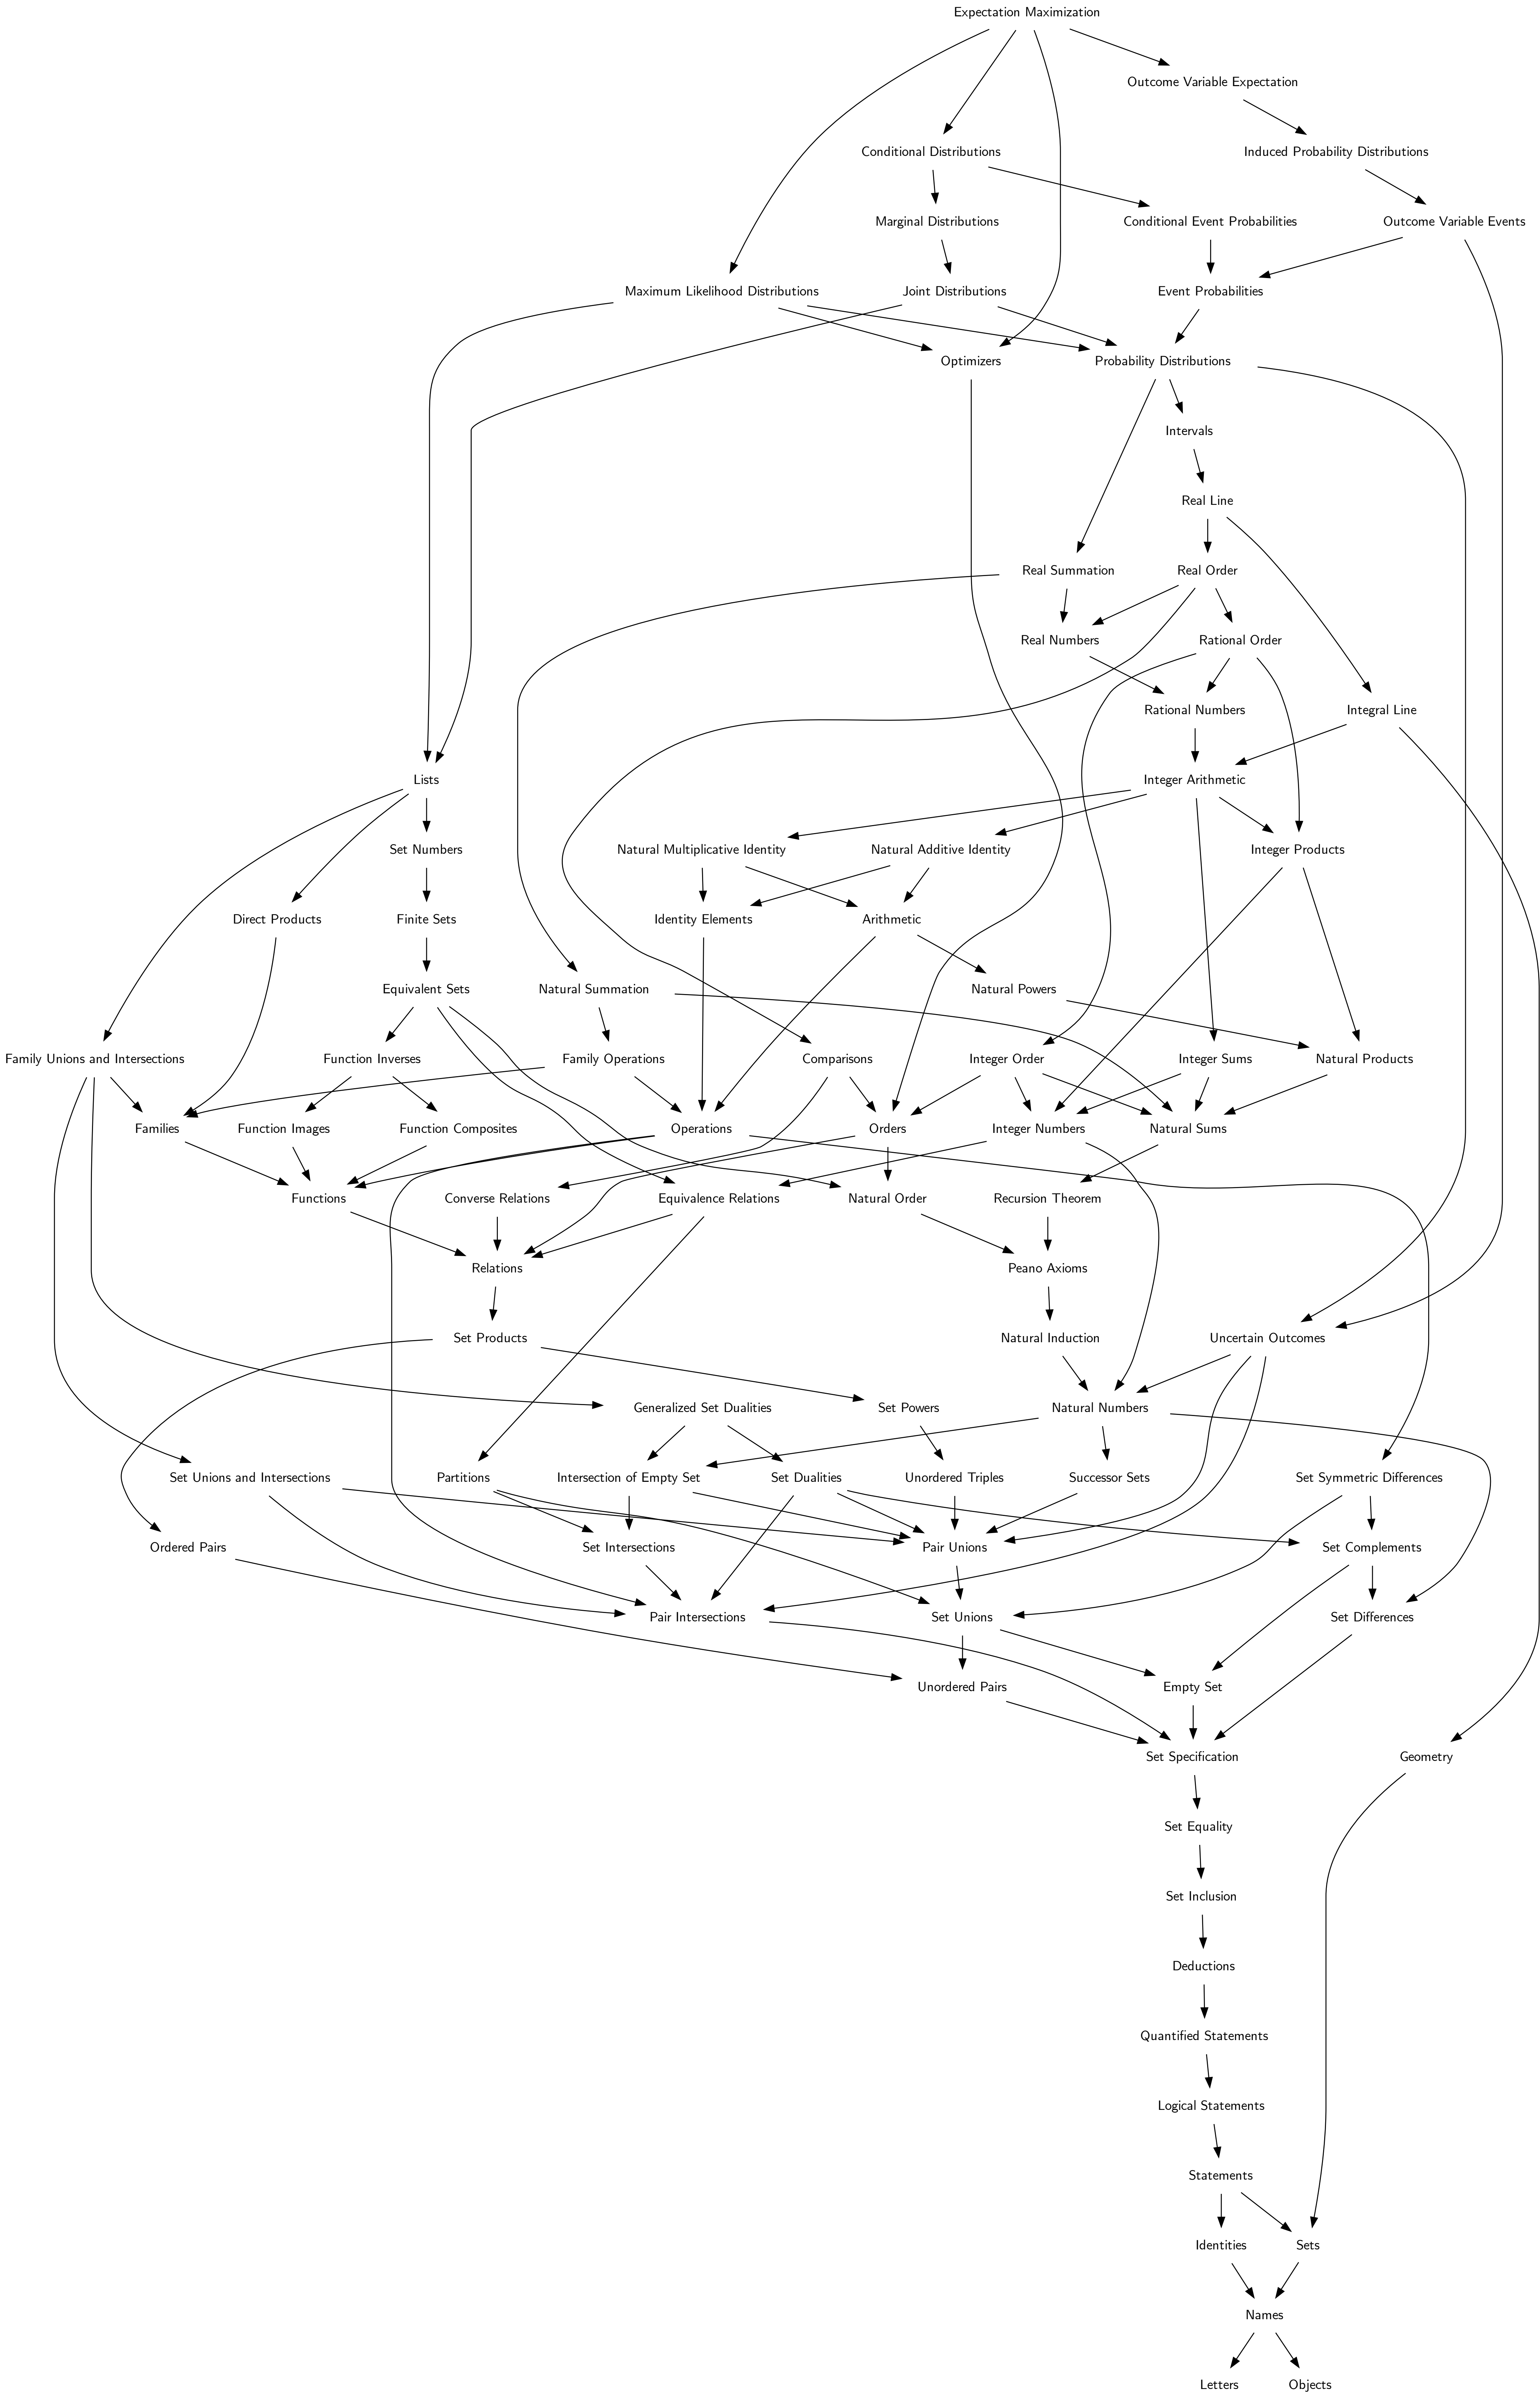 Expectation Maximization
Outcome Variable Expectation
Conditional Distributions
Induced Probability Distributions
Marginal Distributions
Conditional Event Probabilities
Outcome Variable Events
Maximum Likelihood Distributions
Joint Distributions
Event Probabilities
Optimizers
Probability Distributions
Intervals
Real Line
Real Summation
Real Order
Real Numbers
Rational Order
Rational Numbers
Integral Line
Lists
Integer Arithmetic
Set Numbers
Natural Multiplicative Identity
Natural Additive Identity
Integer Products
Direct Products
Finite Sets
Identity Elements
Arithmetic
Equivalent Sets
Natural Summation
Natural Powers
Family Unions and Intersections
Function Inverses
Family Operations
Comparisons
Integer Order
Integer Sums
Natural Products
Families
Function Images
Function Composites
Operations
Orders
Integer Numbers
Natural Sums
Functions
Converse Relations
Equivalence Relations
Natural Order
Recursion Theorem
Relations
Peano Axioms
Set Products
Natural Induction
Uncertain Outcomes
Generalized Set Dualities
Set Powers
Natural Numbers
Set Unions and Intersections
Partitions
Intersection of Empty Set
Set Dualities
Unordered Triples
Successor Sets
Set Symmetric Differences
Ordered Pairs
Set Intersections
Pair Unions
Set Complements
Pair Intersections
Set Unions
Set Differences
Unordered Pairs
Empty Set
Set Specification
Geometry
Set Equality
Set Inclusion
Deductions
Quantified Statements
Logical Statements
Statements
Identities
Sets
Names
Letters
Objects